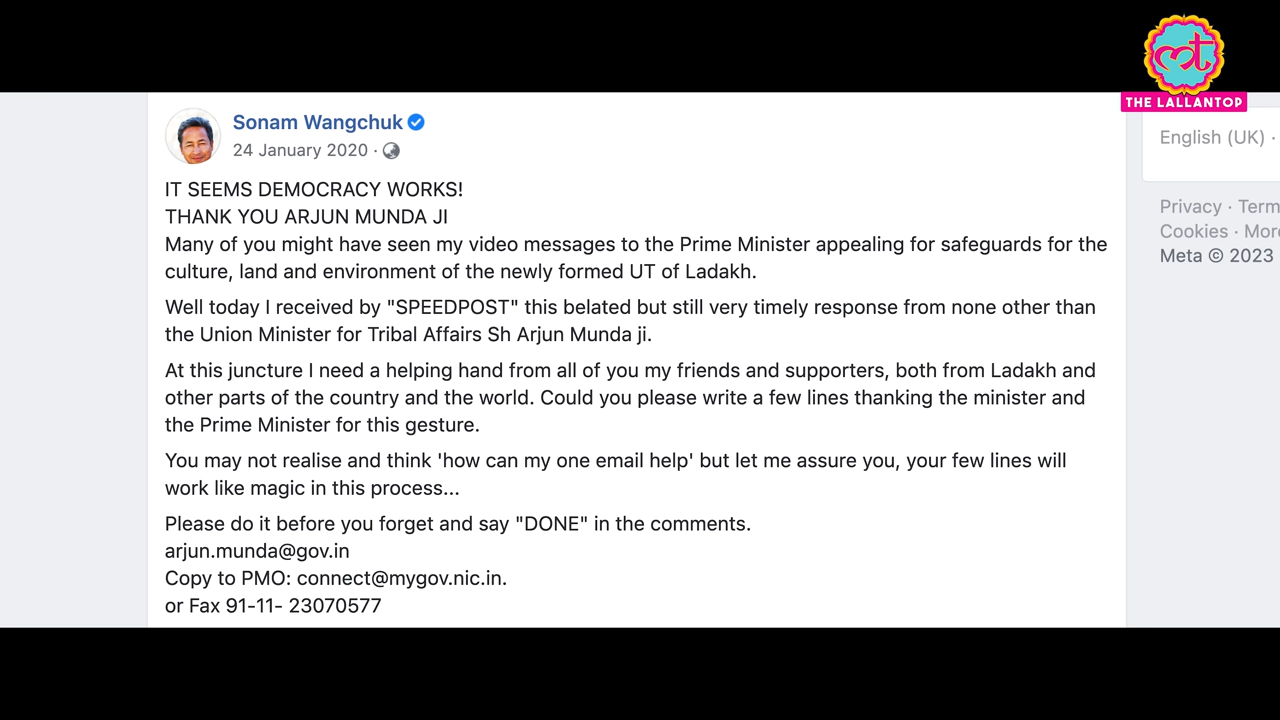 THE LALLANTOP
Sonam Wangchuk
24 January 2020 ·
IT SEEMS DEMOCRACY WORKS!
THANK YOU ARJUN MUNDA JI
Many of you might have seen my video messages to the Prime Minister appealing for safeguards for the
culture, land and environment of the newly formed UT of Ladakh.
Well today I received by "SPEEDPOST" this belated but still very timely response from none other than
the Union Minister for Tribal Affairs Sh Arjun Munda ji.
At this juncture I need a helping hand from all of you my friends and supporters, both from Ladakh and
other parts of the country and the world. Could you please write a few lines thanking the minister and
the Prime Minister for this gesture.
You may not realise and think 'how can my one email help' but let me assure you, your few lines will
work like magic in this process...
Please do it before you forget and say "DONE" in the comments.
arjun.munda@gov.in
Copy to PMO: connect@mygov.nic.in.
or Fax 91-11- 23070577
English (UK) ·
Privacy · Term
Cookies · More
Meta © 2023